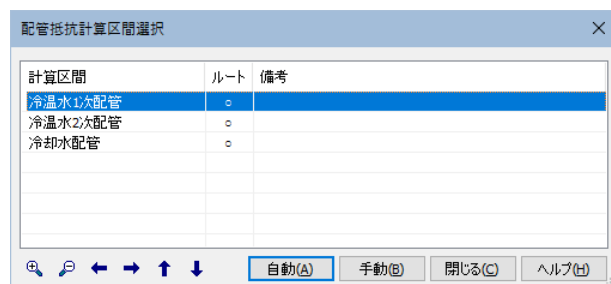 配管抵抗計算区間選択
計算区間 ルート 備考
冷温水1次配管 ○
冷温水2次配管 ○
冷却水配管 ○
自動(A) 手動(B) 閉じる(C) ヘルプ(H)